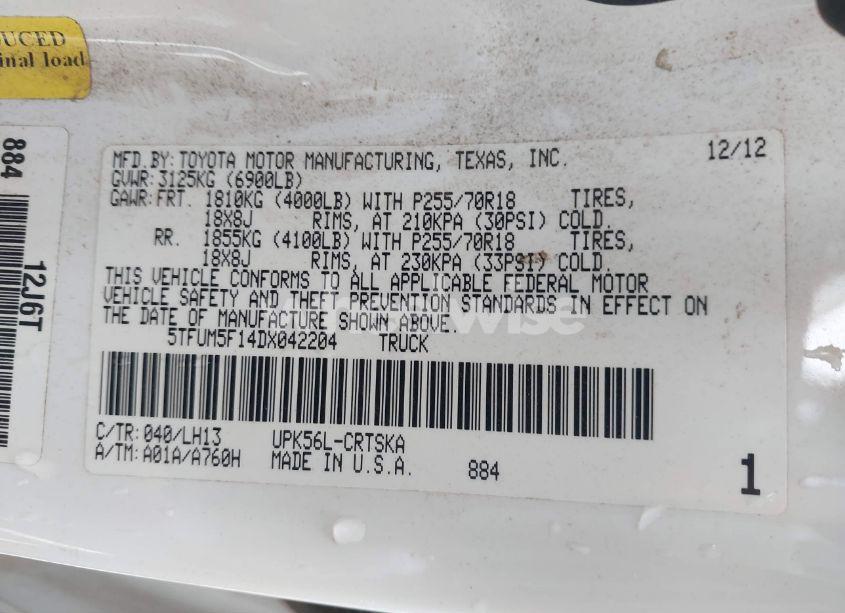 UCED
inal load
884
12J6T
MFD.BY:TOYOTA MOTOR MANUFACTURING, TEXAS, INC. 12/12
GVWR:3125KG (6900LB)
GAWR:FRT. 1810KG (4000LB) WITH P255/70R18 TIRES,
18X8J RIMS, AT 210KPA (30PSI) COLD.
RR. 1855KG (4100LB) WITH P255/70R18 TIRES,
18X8J RIMS, AT 230KPA (33PSI) COLD.
THIS VEHICLE CONFORMS TO ALL APPLICABLE FEDERAL MOTOR
VEHICLE SAFETY AND THEFT PREVENTION STANDARDS IN EFFECT ON
THE DATE OF MANUFACTURE SHOWN ABOVE.
5TFUM5F14DX042204 TRUCK
C/TR:040/LH13 UPK56L-CRTSKA
A/TM:A01A/A760H MADE IN U.S.A. 884
1